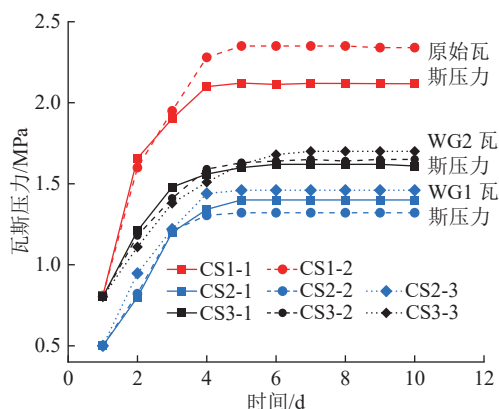 2.5
2.0
1.5
1.0
0.5
瓦斯压力/MPa
原始瓦
斯压力
WG2 瓦
斯压力
WG1 瓦
斯压力
CS1-1 CS1-2
CS2-1 CS2-2 CS2-3
CS3-1 CS3-2 CS3-3
0 2 4 6 8 10 12
时间/d